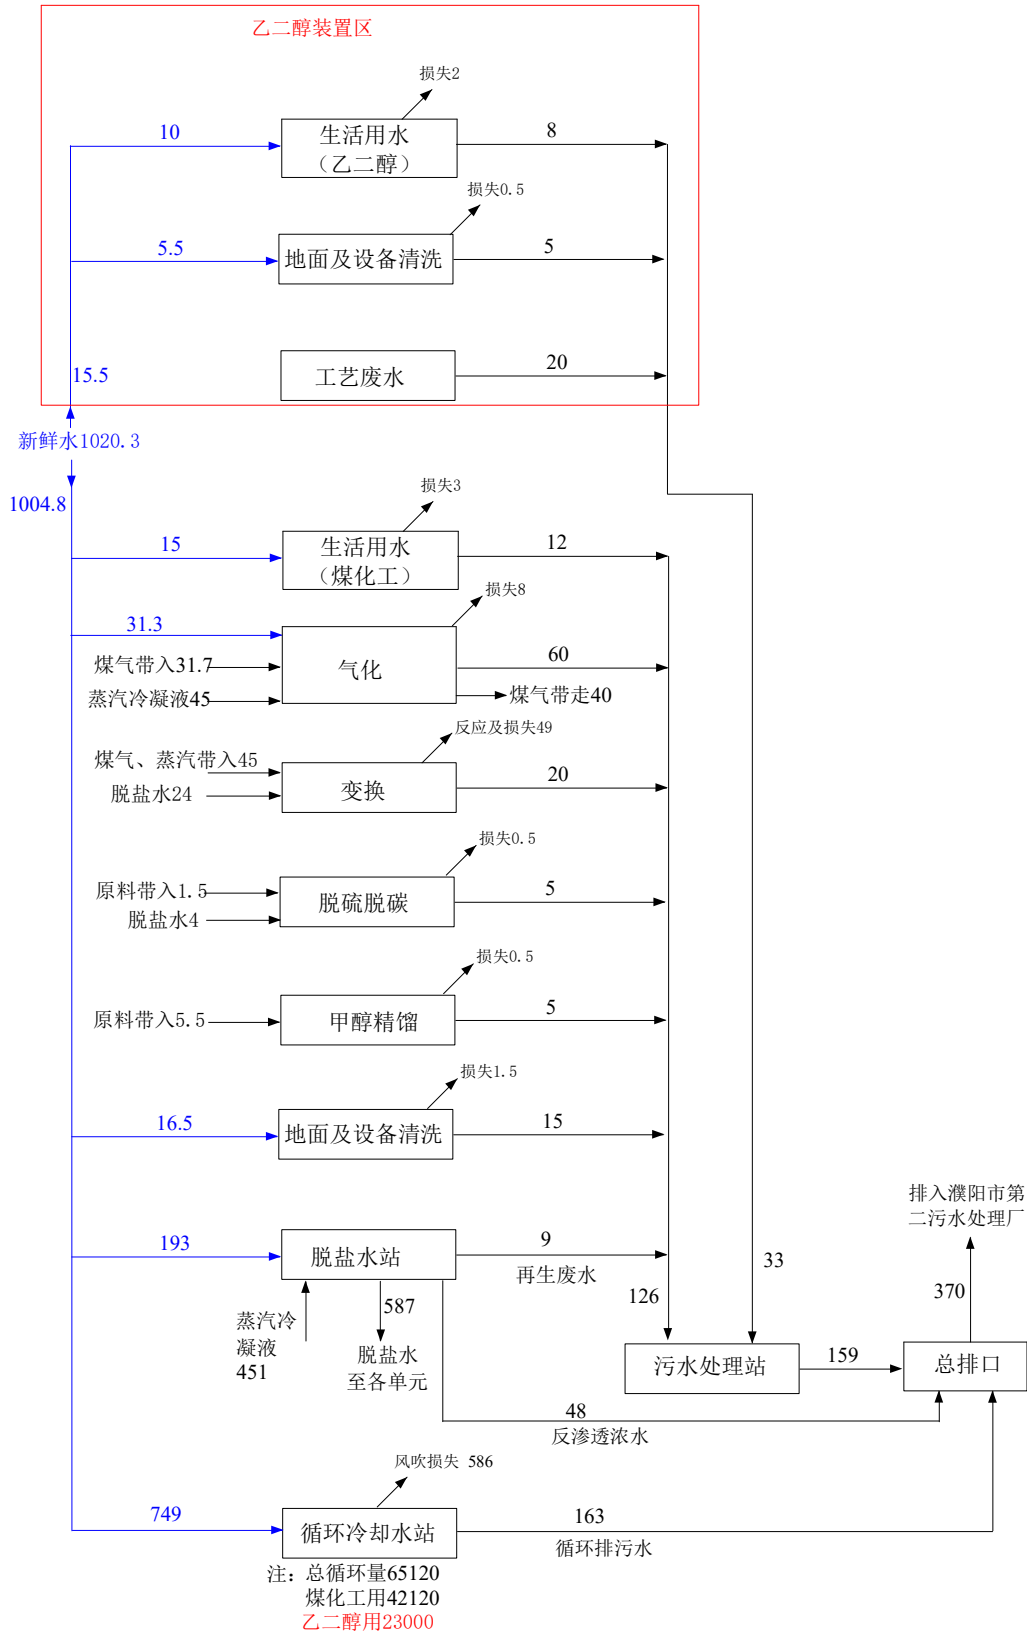 乙二醇装置区
损失2
10
生活用水
（乙二醇）
8
损失0.5
5.5
地面及设备清洗
5
15.5
工艺废水
20
新鲜水1020.3
1004.8
损失3
15
生活用水
（煤化工）
12
损失8
31.3
煤气带入31.7
蒸汽冷凝液45
气化
60
煤气带走40
反应及损失49
煤气、蒸汽带入45
脱盐水24
变换
20
损失0.5
原料带入1.5
脱盐水4
脱硫脱碳
5
损失0.5
原料带入5.5
甲醇精馏
5
损失1.5
16.5
地面及设备清洗
15
排入濮阳市第
二污水处理厂
193
脱盐水站
9
再生废水
33
126
370
蒸汽冷
凝液
451
587
脱盐水
至各单元
污水处理站
159
总排口
48
反渗透浓水
风吹损失 586
749
循环冷却水站
163
循环排污水
注：总循环量65120
煤化工用42120
乙二醇用23000